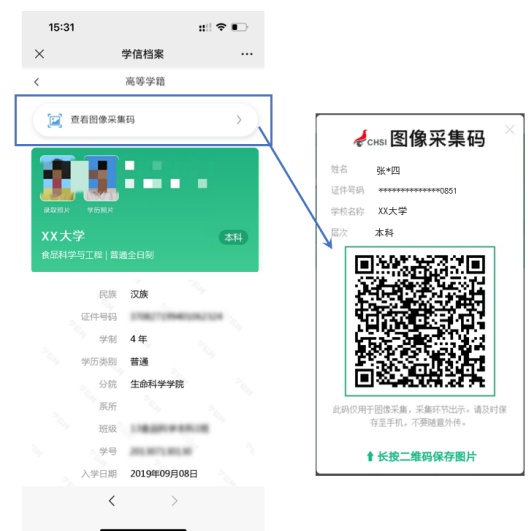 15:31
学信档案
高等学籍
查看图像采集码
录取照片 学历照片
XX大学
本科
食品科学与工程 | 普通全日制
民族 汉族
证件号码
学制 4 年
学历类别 普通
分院 生命科学学院
系所
班级
学号
入学日期 2019年09月08日
CHSI 图像采集码
姓名 张*四
证件号码 **************0851
学校名称 XX大学
层次 本科
此码仅用于图像采集，采集环节出示。请及时保
存至手机，不要随意外传。
长按二维码保存图片